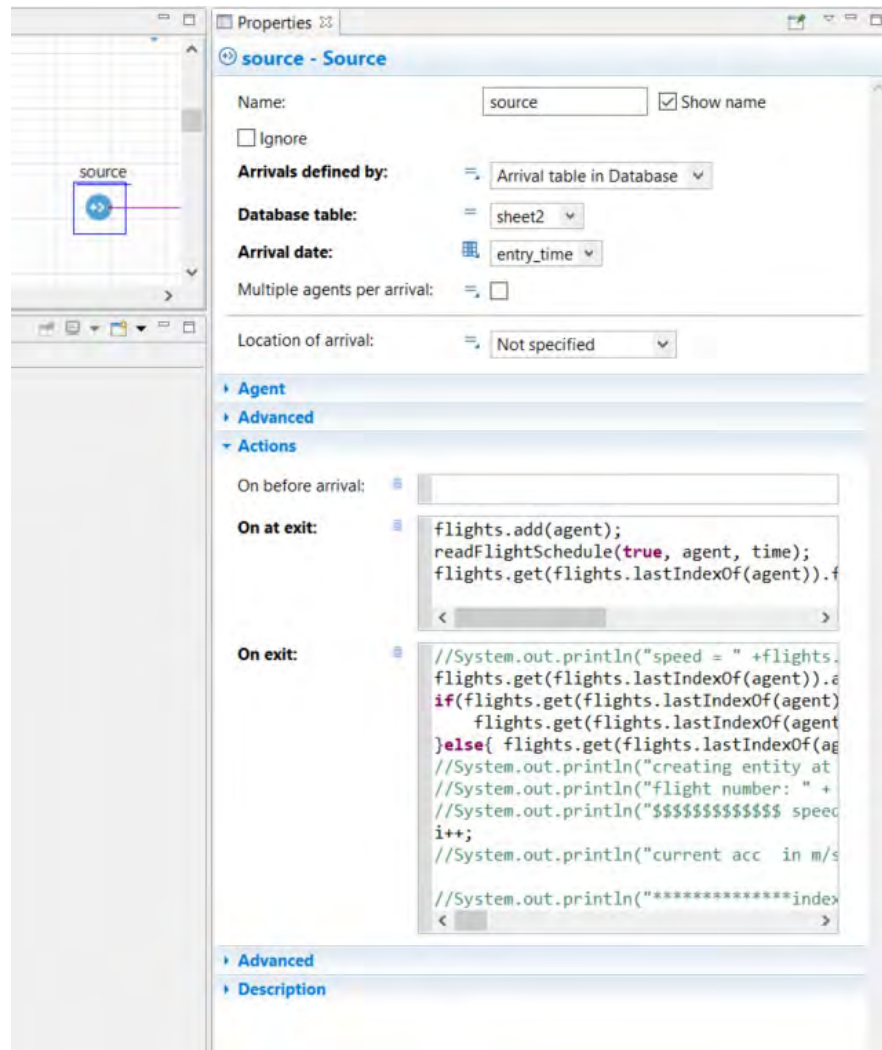 Properties
source - Source
Name:
source
Show name
Ignore
source
Arrivals defined by:
Arrival table in Database
Database table:
sheet2
Arrival date:
entry_time
Multiple agents per arrival:
Location of arrival:
Not specified
Agent
Advanced
Actions
On before arrival:
On at exit:
flights.add(agent);
readFlightSchedule(true, agent, time);
flights.get(flights.lastIndexOf(agent)).f
On exit:
//System.out.println("speed = " +flights.
flights.get(flights.lastIndexOf(agent)).a
if(flights.get(flights.lastIndexOf(agent)
flights.get(flights.lastIndexOf(agent
}else{ flights.get(flights.lastIndexOf(ag
//System.out.println("creating entity at
//System.out.println("flight number: " +
//System.out.println("$$$$$$$$$$$$$ speed
i++;
//System.out.println("current acc  in m/s
//System.out.println("**************index
Advanced
Description